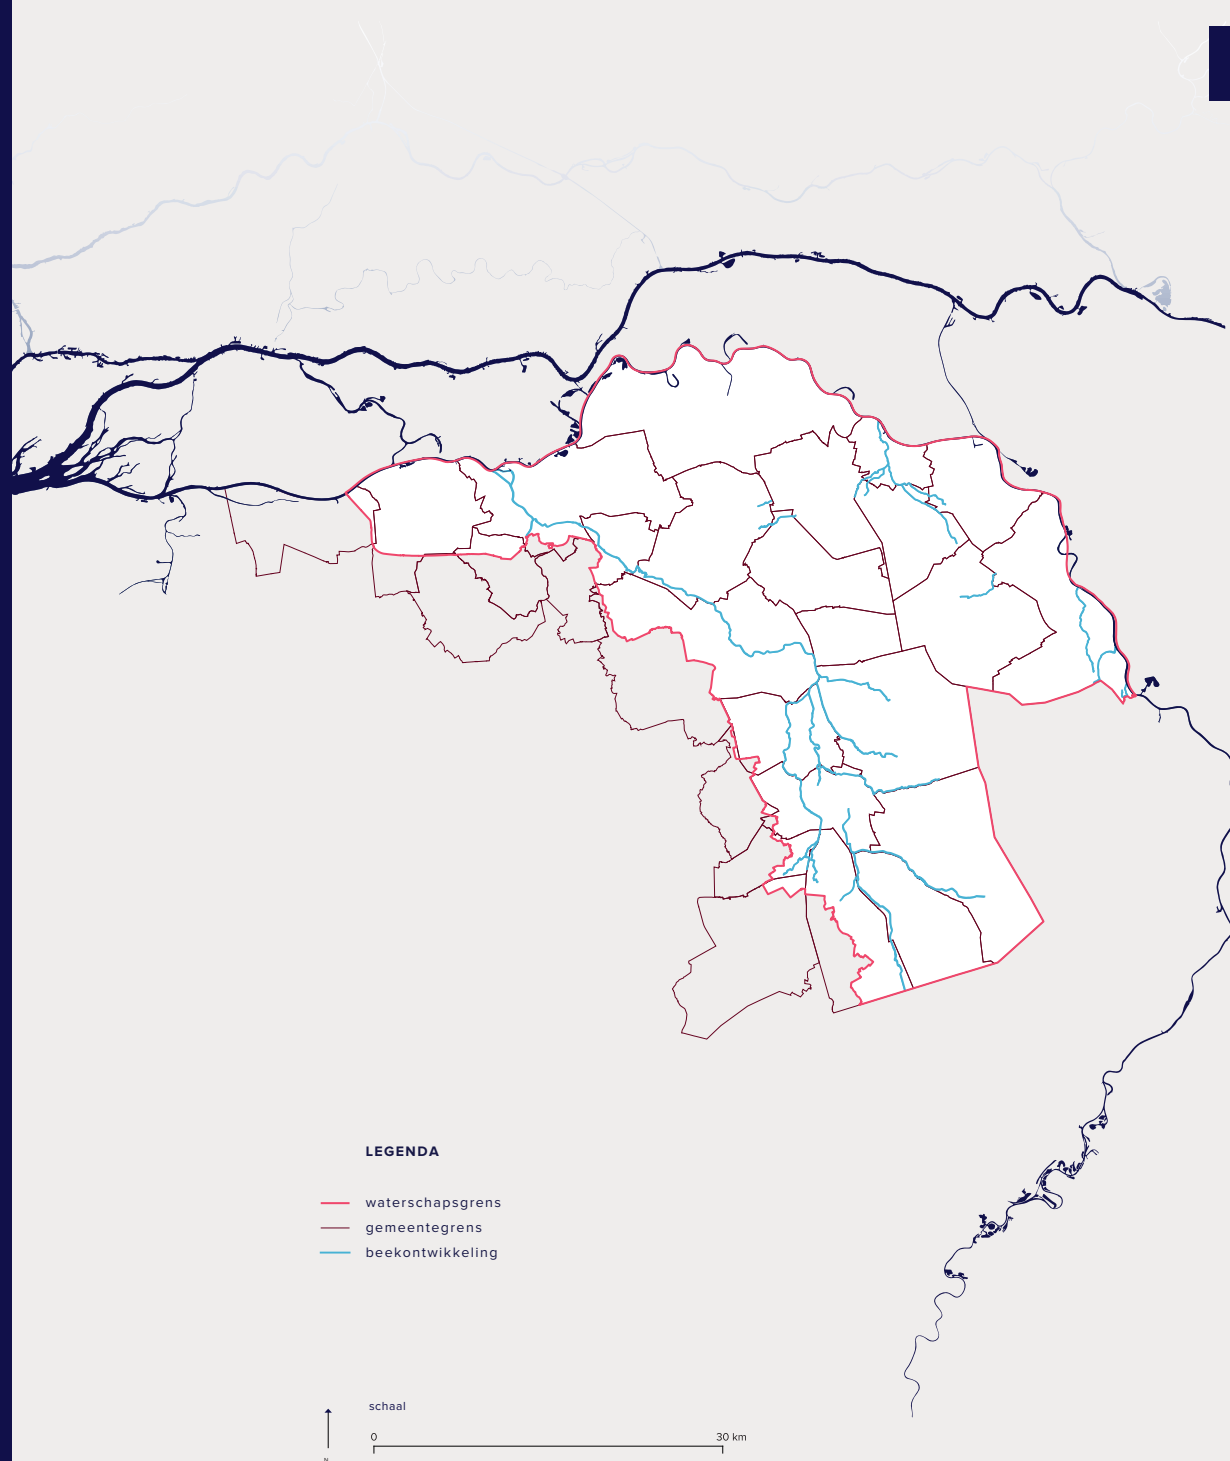 LEGENDA
waterschapsgrens
gemeentegrens
beekontwikkeling
schaal
0 30 km
N